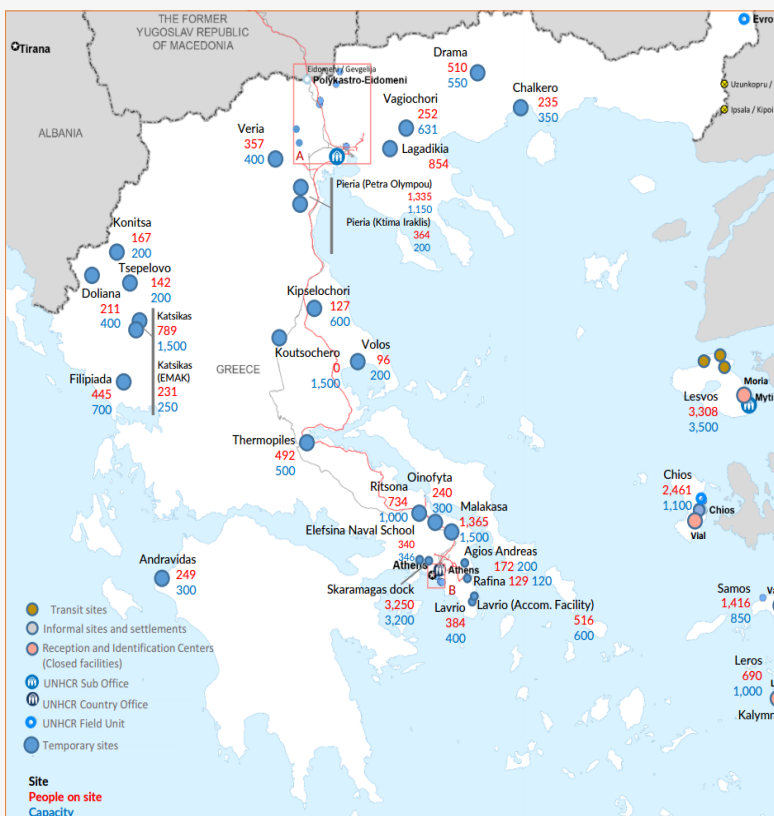 THE FORMER
YUGOSLAV REPUBLIC
OF MACEDONIA
Tirana
ALBANIA
GREECE
Evro
Uzunkopru /
Ipsala / Kipoi
Eidomeni / Gevgelija
Polykastro-Eidomeni
A
Drama
510
550
Chalkero
235
350
Vagiochori
252
631
Lagadikia
854
Veria
357
400
Pieria (Petra Olympou)
1,335
1,150
Pieria (Ktima Iraklis)
364
200
Konitsa
167
200
Tsepelovo
142
200
Doliana
211
400
Katsikas
789
1,500
Katsikas
(EMAK)
231
250
Filipiada
445
700
Kipselochori
127
600
Koutsochero
0
1,500
Volos
96
200
Moria
Myti
Lesvos
3,308
3,500
Thermopiles
492
500
Chios
2,461
1,100
Chios
Vial
Oinofyta
240
300
Ritsona
734
1,000
Malakasa
1,365
1,500
Elefsina Naval School
340
346
Agios Andreas
172 200
Athens
Athens
Rafina 129 120
B
Skaramagas dock
3,250
3,200
Lavrio
384
400
Lavrio (Accom. Facility)
516
600
Andravidas
249
300
Samos
1,416
850
Va
Leros
690
1,000
L
Kalymn
Transit sites
Informal sites and settlements
Reception and Identification Centers
(Closed facilities)
UNHCR Sub Office
UNHCR Country Office
UNHCR Field Unit
Temporary sites
Site
People on site
Capacity